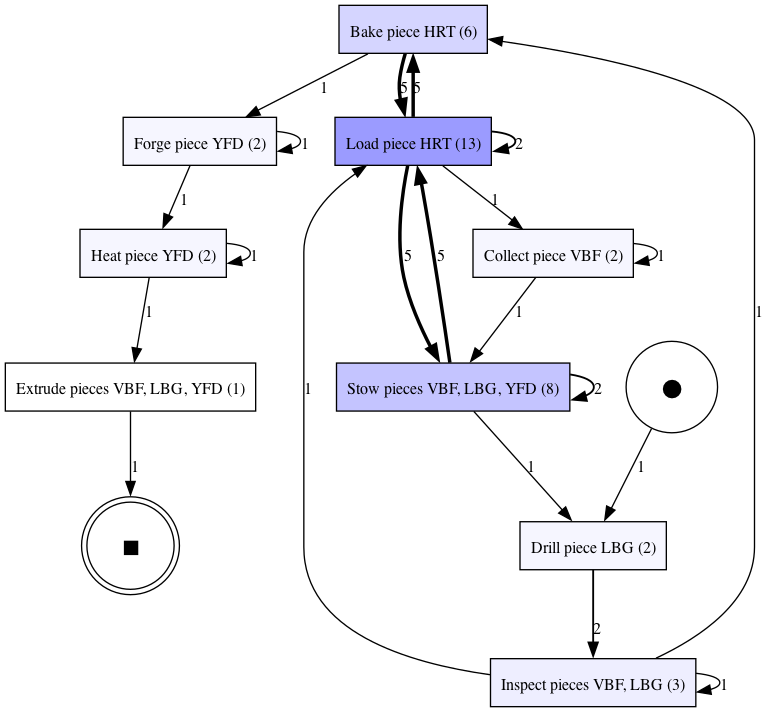 Bake piece HRT (6)
1
5
5
Forge piece YFD (2)
1
Load piece HRT (13)
2
1
1
Heat piece YFD (2)
1
5
5
Collect piece VBF (2)
1
1
1
1
Extrude pieces VBF, LBG, YFD (1)
1
Stow pieces VBF, LBG, YFD (8)
2
1
1
1
Drill piece LBG (2)
2
Inspect pieces VBF, LBG (3)
1